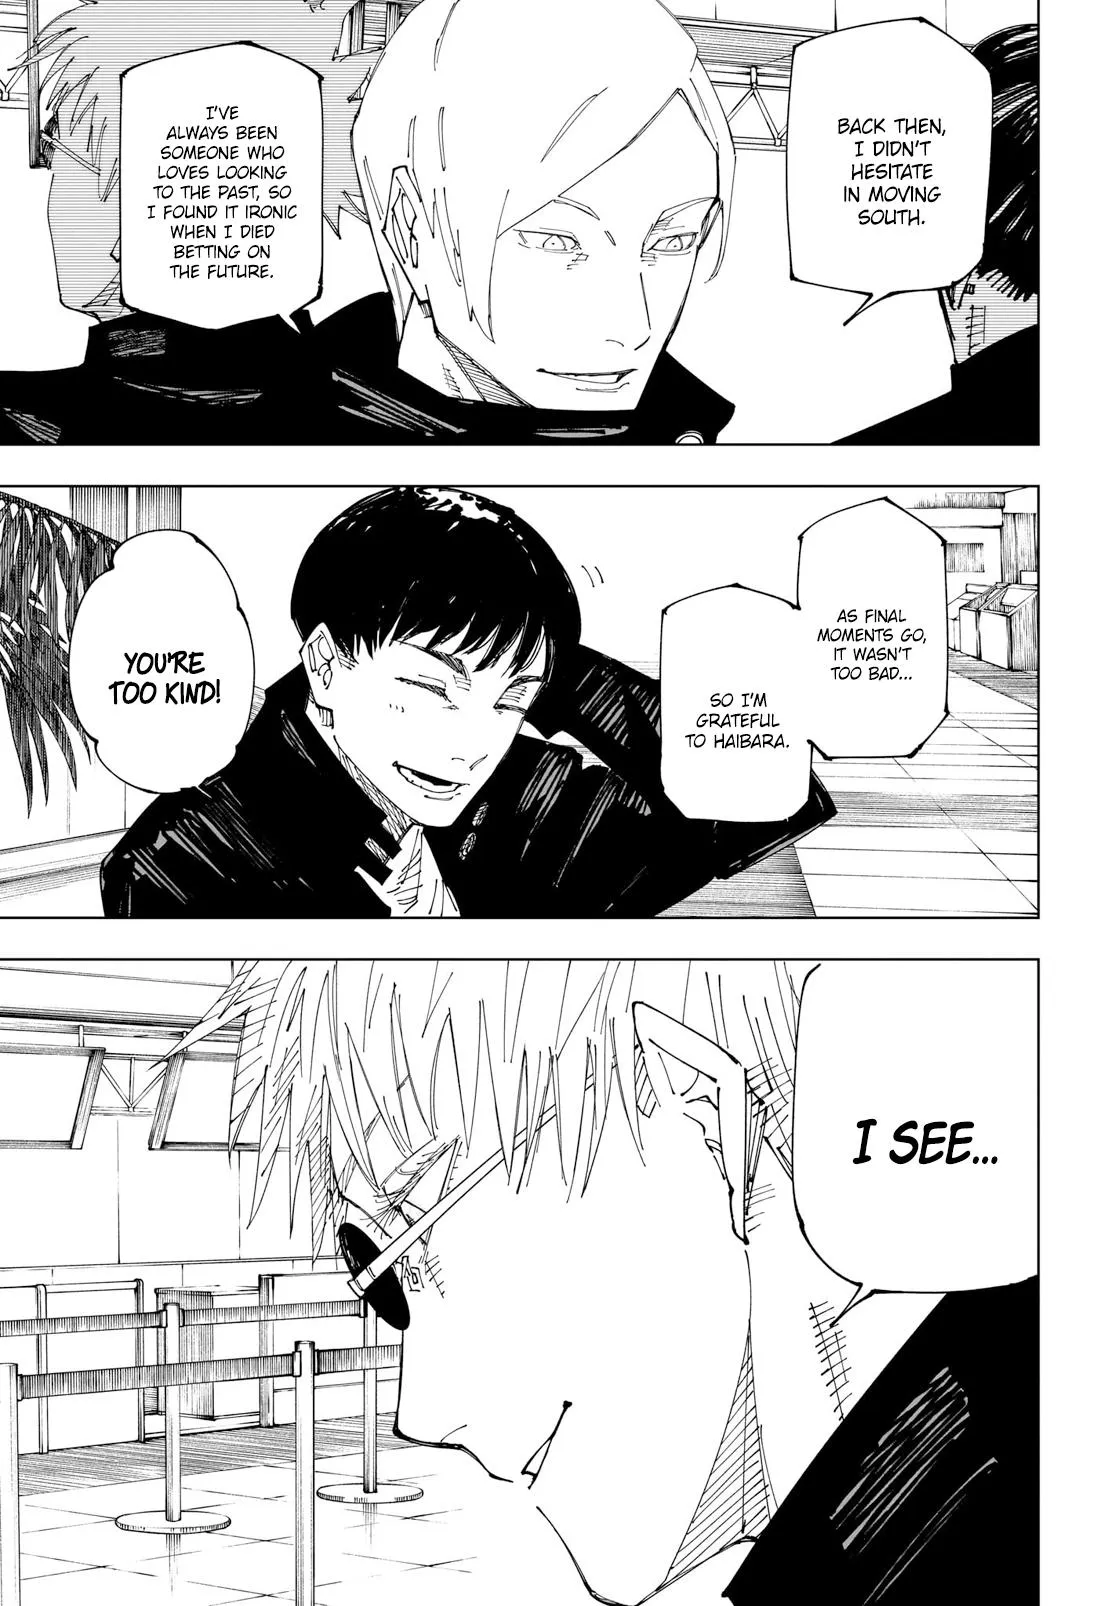 BACK THEN,
I DIDN'T
HESITATE
IN MOVING
SOUTH.
I'VE
ALWAYS BEEN
SOMEONE WHO
LOVES LOOKING
TO THE PAST, SO
I FOUND IT IRONIC
WHEN I DIED
BETTING ON
THE FUTURE.
AS FINAL
MOMENTS GO,
IT WASN'T
TOO BAD...
SO I'M
GRATEFUL
TO HAIBARA.
YOU'RE
TOO KIND!
I SEE...